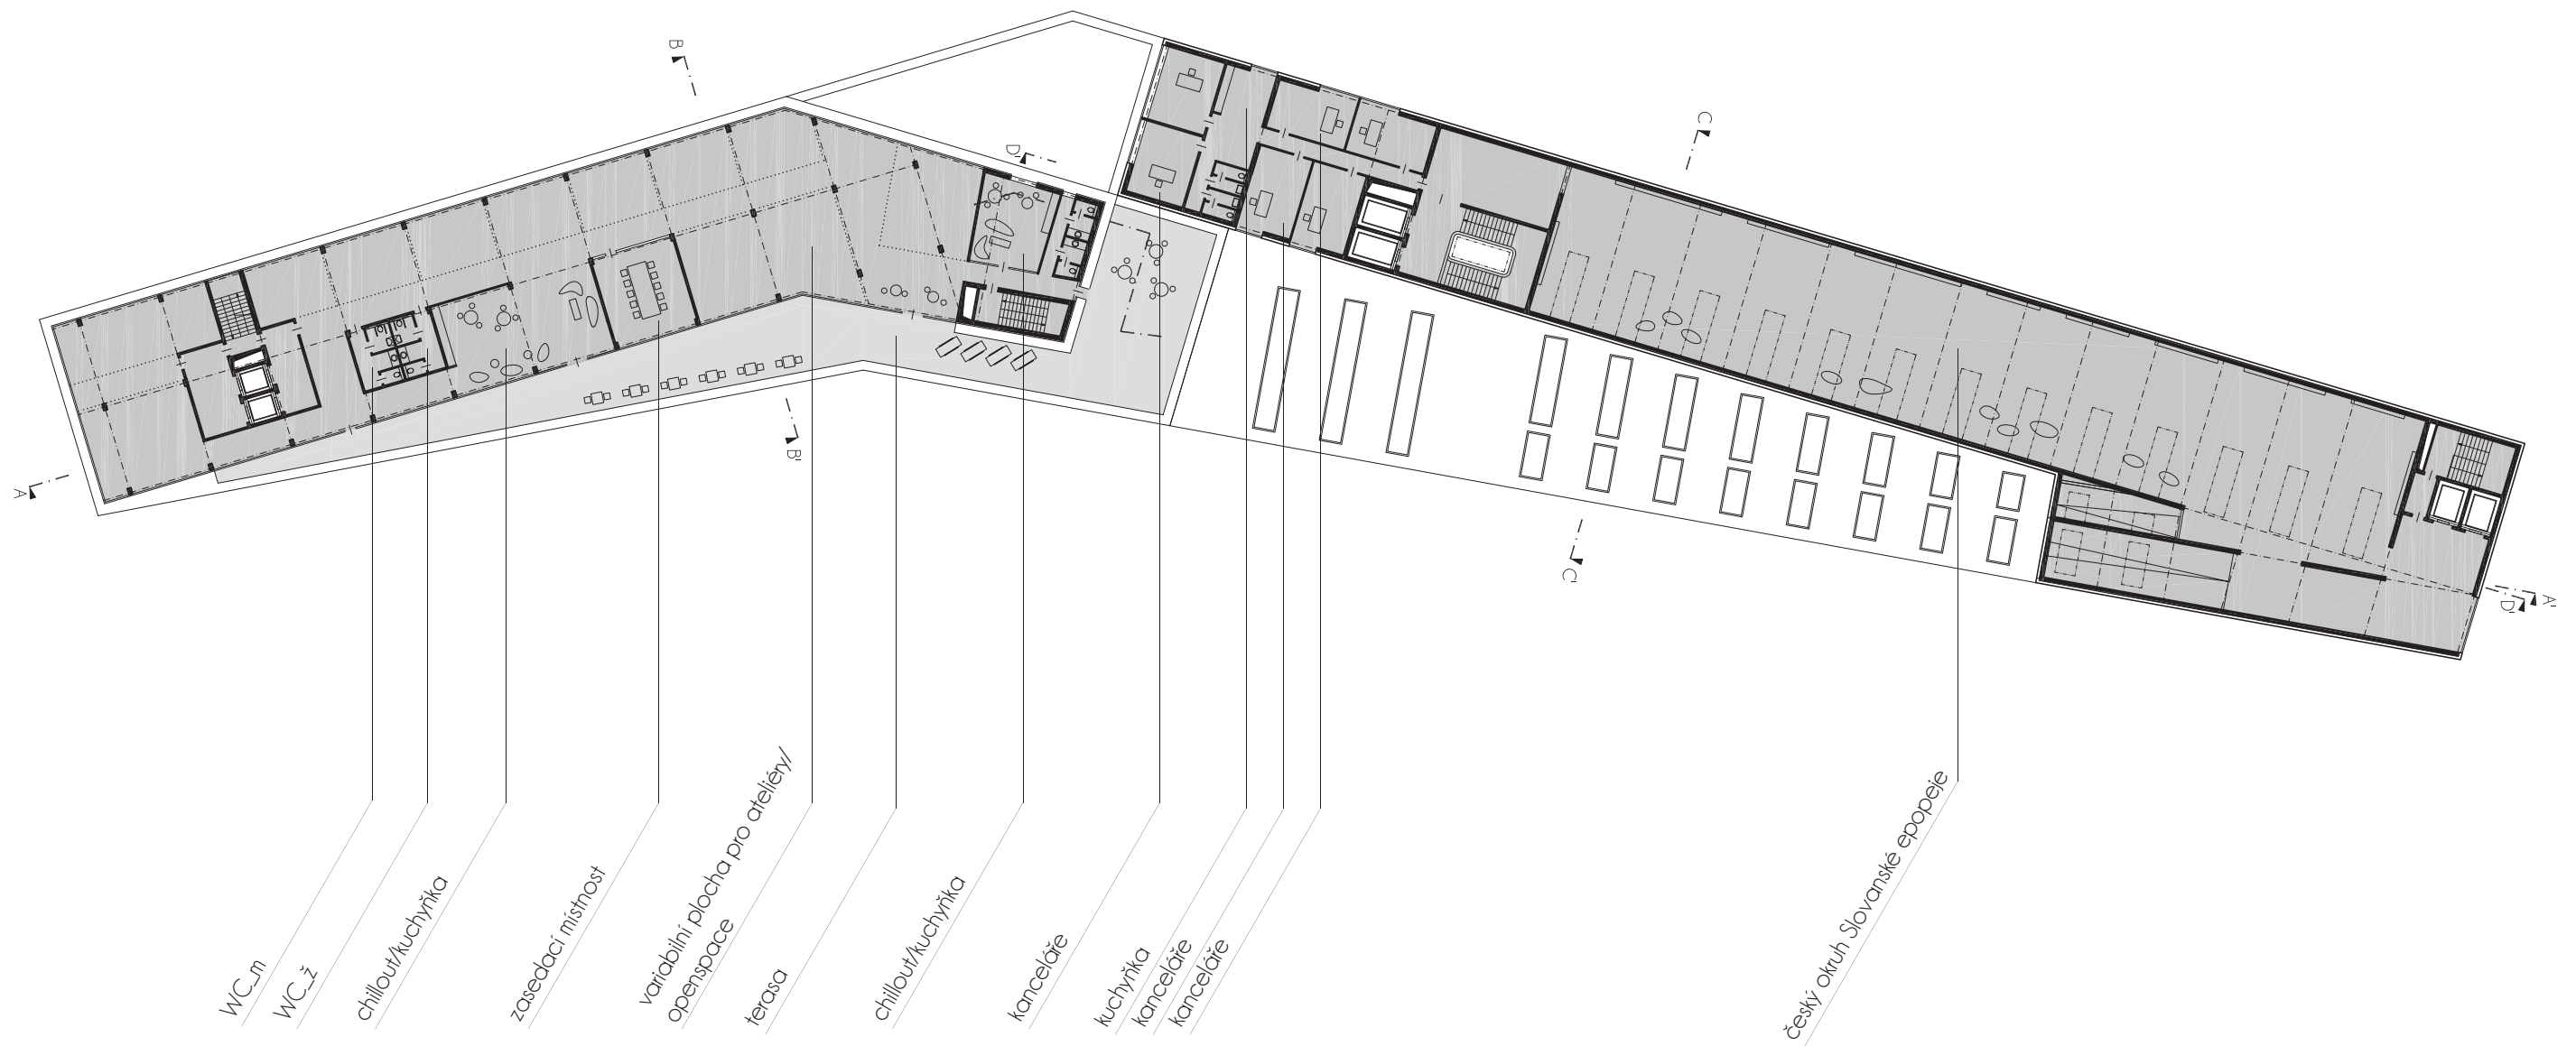 B
C
D'
A
B'
C'
A'
D'
WC_m
WC_ž
chillout/kuchyňka
zasedací místnost
variabilní plocha pro ateliéry/
openspace
terasa
chillout/kuchyňka
kanceláře
kuchyňka
kanceláře
kanceláře
český okruh Slovanské epopeje